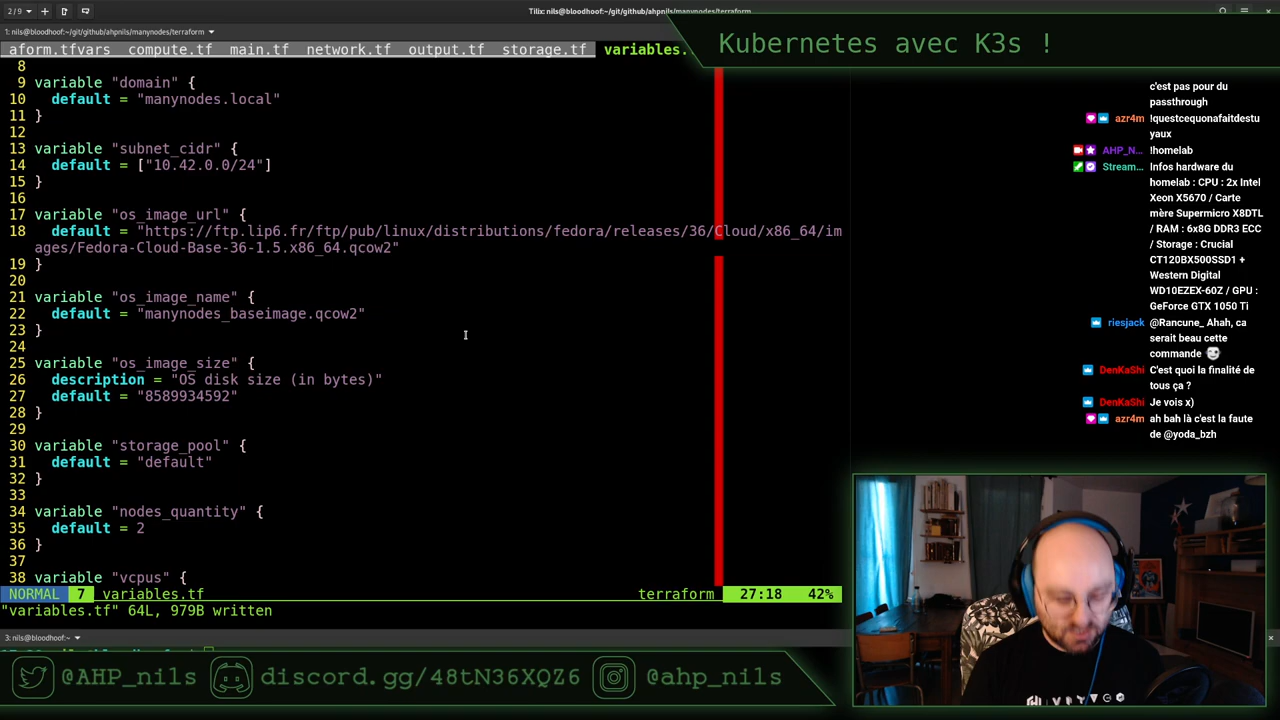 2 / 9
Tilix: nils@bloodhoof:~/git/github/ahpnils/manynodes/terraform
1: nils@bloodhoof:~/git/github/ahpnils/manynodes/terraform
Kubernetes avec K3s !
aform.tfvars compute.tf main.tf network.tf output.tf storage.tf variables.
8
9 variable "domain" {
10 default = "manynodes.local"
11 }
12
13 variable "subnet_cidr" {
14 default = ["10.42.0.0/24"]
15 }
16
17 variable "os_image_url" {
18 default = "https://ftp.lip6.fr/ftp/pub/linux/distributions/fedora/releases/36/Cloud/x86_64/im
ages/Fedora-Cloud-Base-36-1.5.x86_64.qcow2"
19 }
20
21 variable "os_image_name" {
22 default = "manynodes_baseimage.qcow2"
23 }
24
25 variable "os_image_size" {
26 description = "OS disk size (in bytes)"
27 default = "8589934592"
28 }
29
30 variable "storage_pool" {
31 default = "default"
32 }
33
34 variable "nodes_quantity" {
35 default = 2
36 }
37
38 variable "vcpus" {
NORMAL 7 variables.tf terraform 27:18 42%
"variables.tf" 64L, 979B written
3: nils@bloodhoof:~
c'est pas pour du
passthrough
azr4m !questcequonafaitdestu
yaux
AHP_N... !homelab
Stream... Infos hardware du
homelab : CPU : 2x Intel
Xeon X5670 / Carte
mère Supermicro X8DTL
/ RAM : 6x8G DDR3 ECC
/ Storage : Crucial
CT120BX500SSD1 +
Western Digital
WD10EZEX-60Z / GPU :
GeForce GTX 1050 Ti
riesjack @Rancune_ Ahah, ca
serait beau cette
commande
DenKaShi C'est quoi la finalité de
tous ça ?
DenKaShi Je vois x)
azr4m ah bah là c'est la faute
de @yoda_bzh
@AHP_nils discord.gg/48tN36XQZ6 @ahp_nils